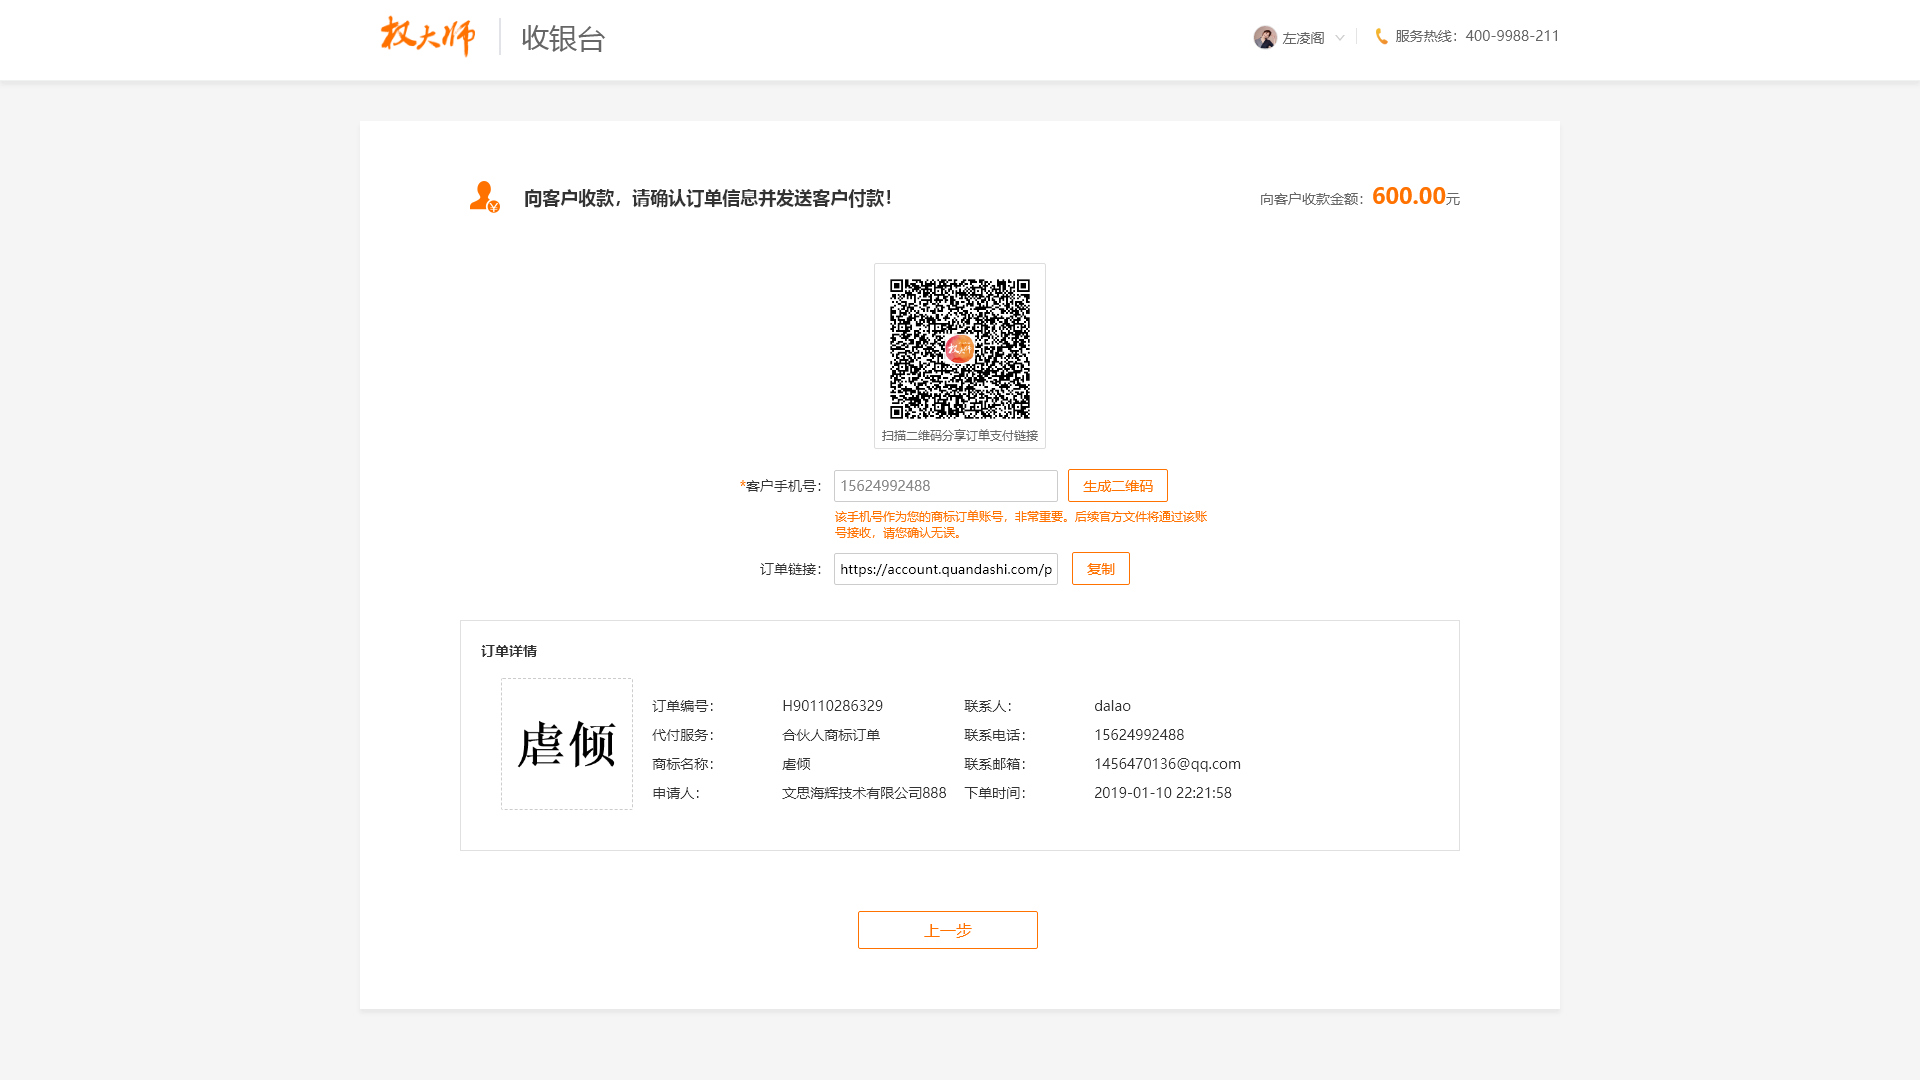 权大师 收银台 左凌阁 服务热线：400-9988-211
向客户收款，请确认订单信息并发送客户付款！ 向客户收款金额：600.00元
权大师
扫描二维码分享订单支付链接
*客户手机号： 15624992488 生成二维码
该手机号作为您的商标订单账号，非常重要。后续官方文件将通过该账
号接收，请您确认无误。
订单链接： https://account.quandashi.com/p 复制
订单详情
虐倾
订单编号： H90110286329 联系人： dalao
代付服务： 合伙人商标订单 联系电话： 15624992488
商标名称： 虐倾 联系邮箱： 1456470136@qq.com
申请人： 文思海辉技术有限公司888 下单时间： 2019-01-10 22:21:58
上一步